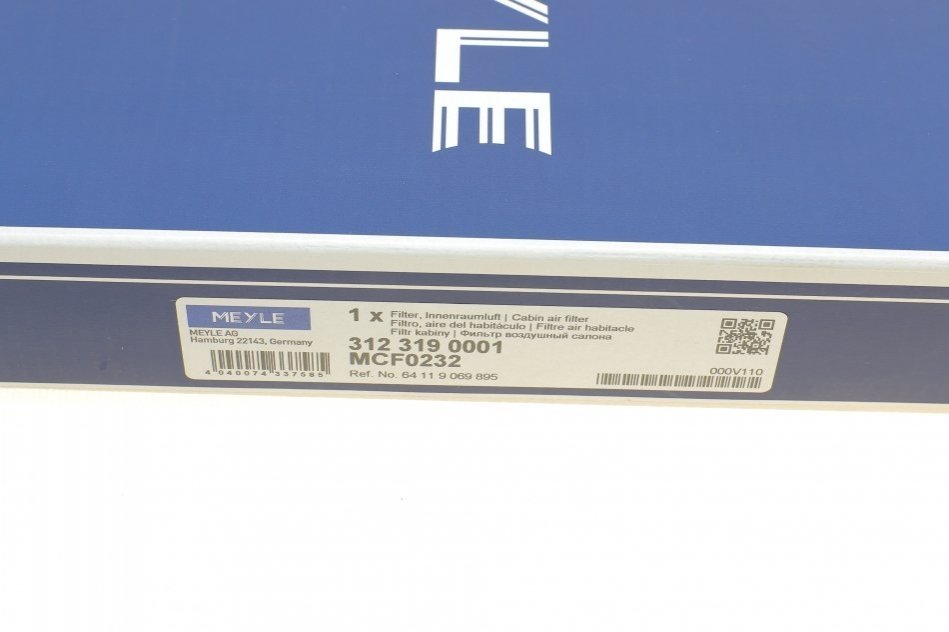 YLE
MEYLE
MEYLE AG
Hamburg 22143, Germany
4 040074 337585
1 x Filter, Innenraumluft | Cabin air filter
Filtro, aire del habitáculo | Filtre air habitacle
Filtr kabiny | Фильтр воздушный салона
312 319 0001
MCF0232
Ref. No. 64 11 9 069 895
000V110